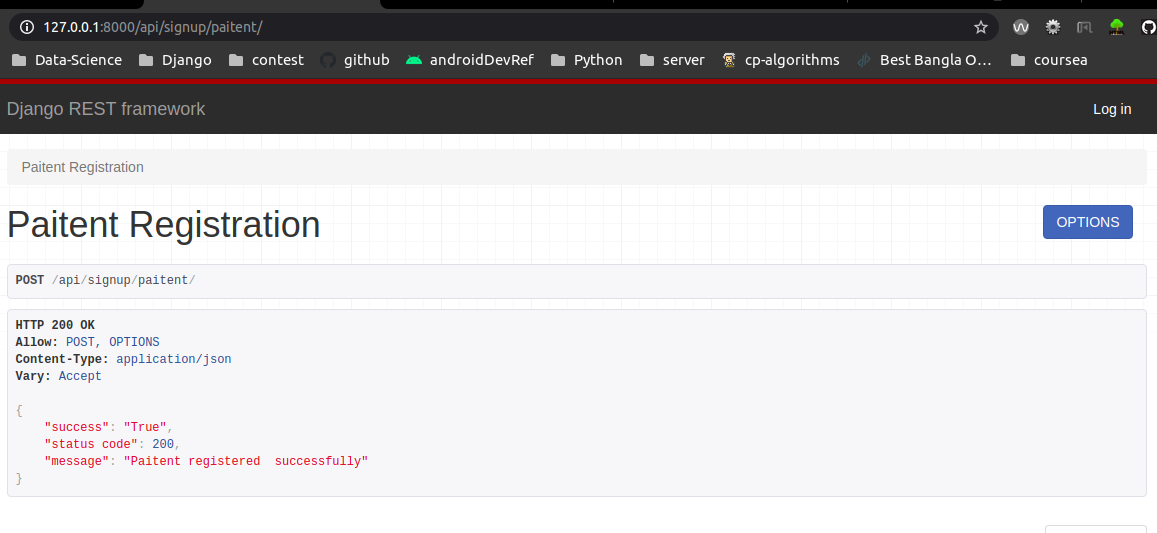 127.0.0.1:8000/api/signup/paitent/
Data-Science Django contest github androidDevRef Python server cp-algorithms Best Bangla O... coursea
Django REST framework Log in
Paitent Registration
Paitent Registration OPTIONS
POST /api/signup/paitent/
HTTP 200 OK
Allow: POST, OPTIONS
Content-Type: application/json
Vary: Accept
{
    "success": "True",
    "status code": 200,
    "message": "Paitent registered  successfully"
}